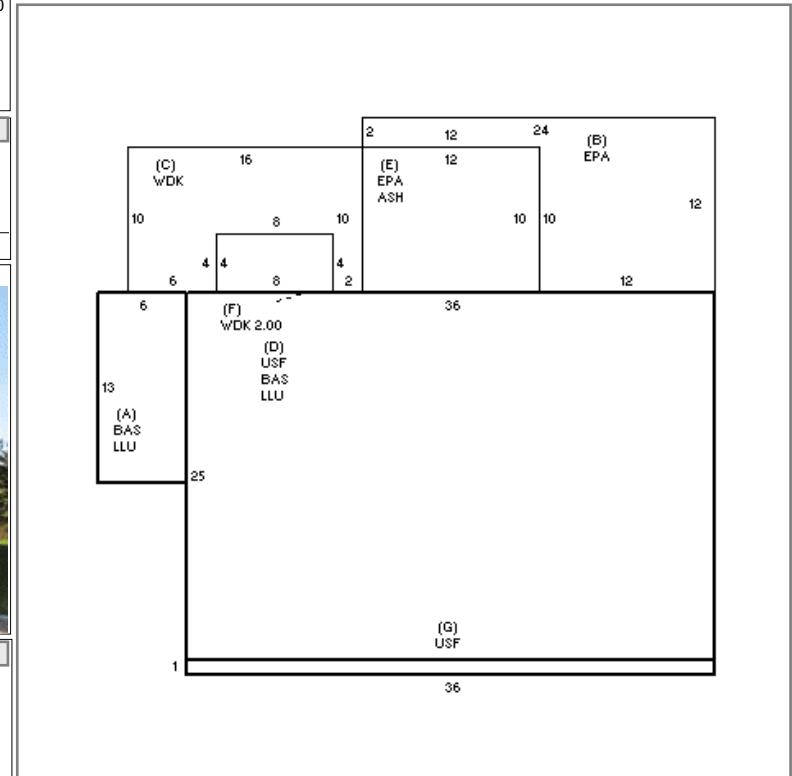 2
12
24
(B)
EPA
16
12
(C)
WDK
(E)
EPA
ASH
12
10
8
10
10
10
4
4
4
6
8
2
12
6
36
(F)
WDK 2.00
(D)
USF
BAS
LLU
13
(A)
BAS
LLU
25
(G)
USF
1
36